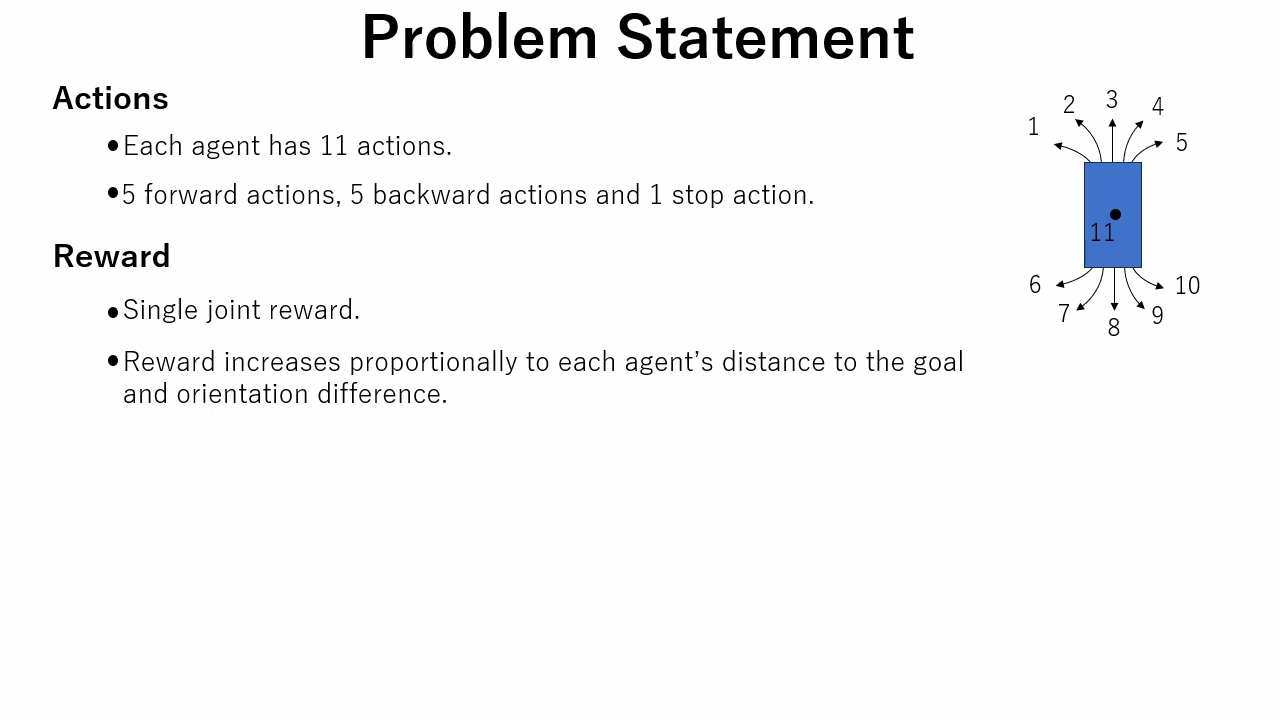 Problem Statement
Actions
•Each agent has 11 actions.
•5 forward actions, 5 backward actions and 1 stop action.
Reward
•Single joint reward.
•Reward increases proportionally to each agent’s distance to the goal
and orientation difference.
1
2
3
4
5
11
6
7
8
9
10